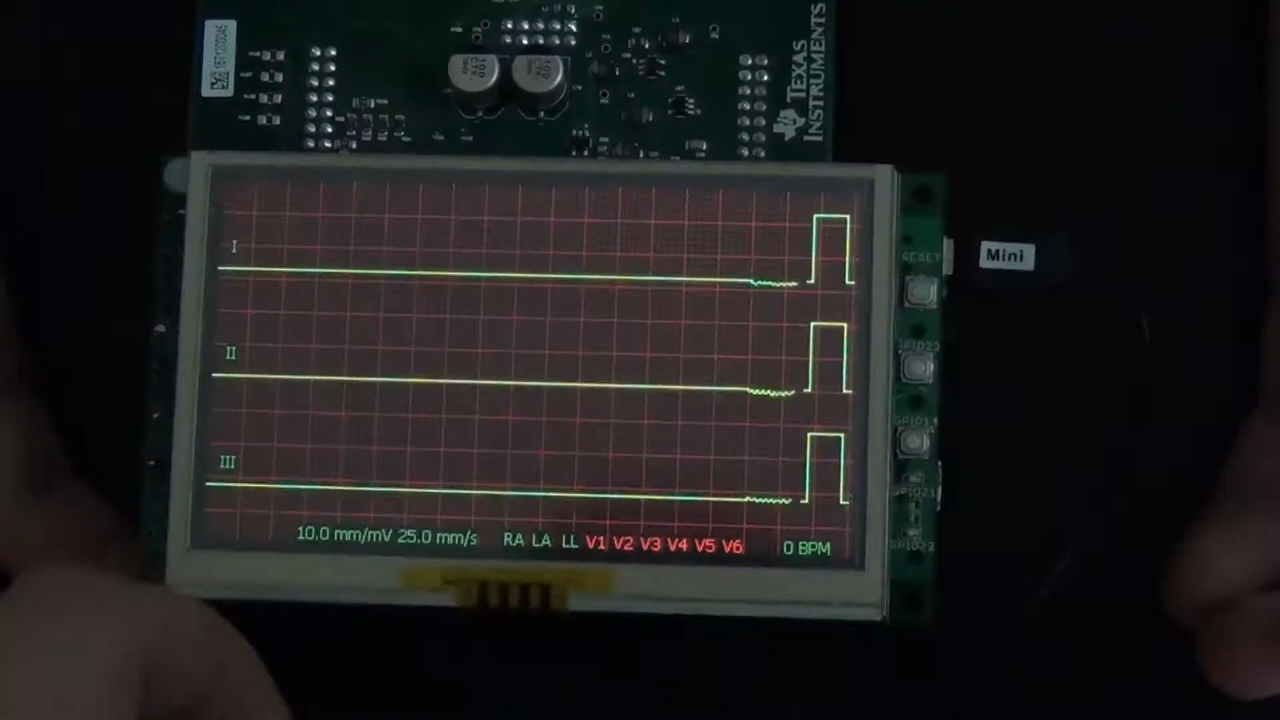 TEXAS
INSTRUMENTS
I
RESET
Mini
II
III
10.0 mm/mV 25.0 mm/s RA LA LL V1 V2 V3 V4 V5 V6 0 BPM